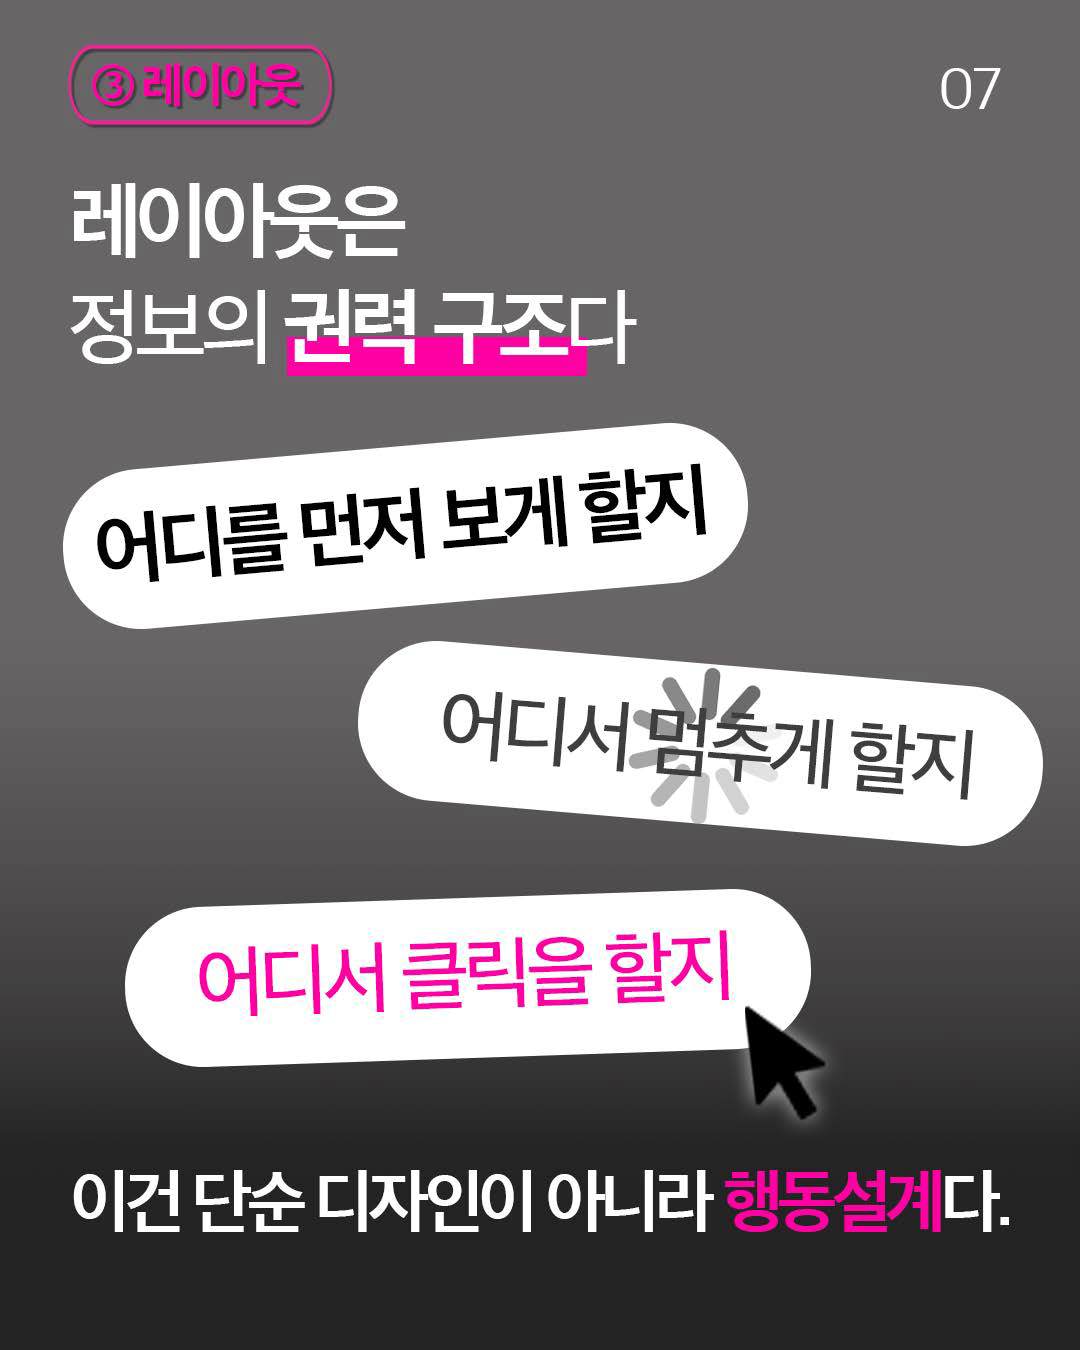 ③ 레이아웃
07
레이아웃은
정보의 권력 구조다
어디를 먼저 보게 할지
어디서 멈추게 할지
어디서 클릭을 할지
이건 단순 디자인이 아니라 행동설계다.